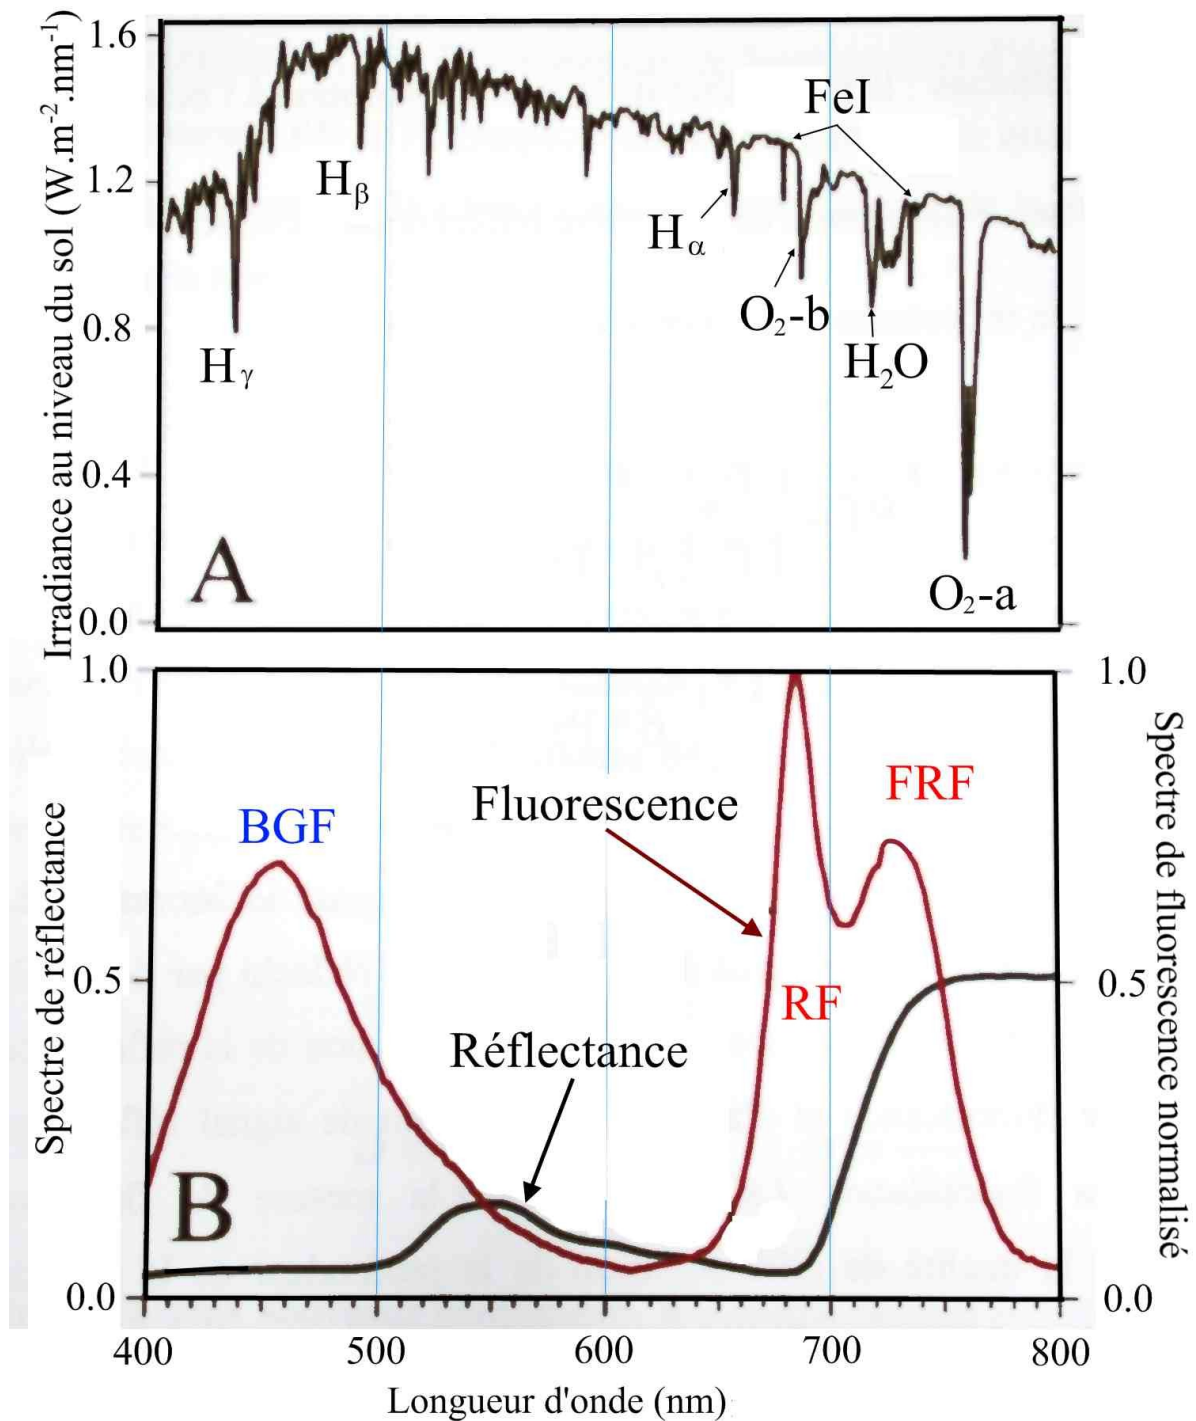 Irradiance au niveau du sol (W.m-2.nm-1)
1.6
1.2
0.8
0.4
0.0
FeI
Hβ
Hα
O2-b
Hγ
H2O
O2-a
A
Spectre de réflectance
1.0
0.5
0.0
1.0
0.5
0.0
Spectre de fluorescence normalisé
BGF
Fluorescence
FRF
RF
Réflectance
B
400
500
600
700
800
Longueur d'onde (nm)